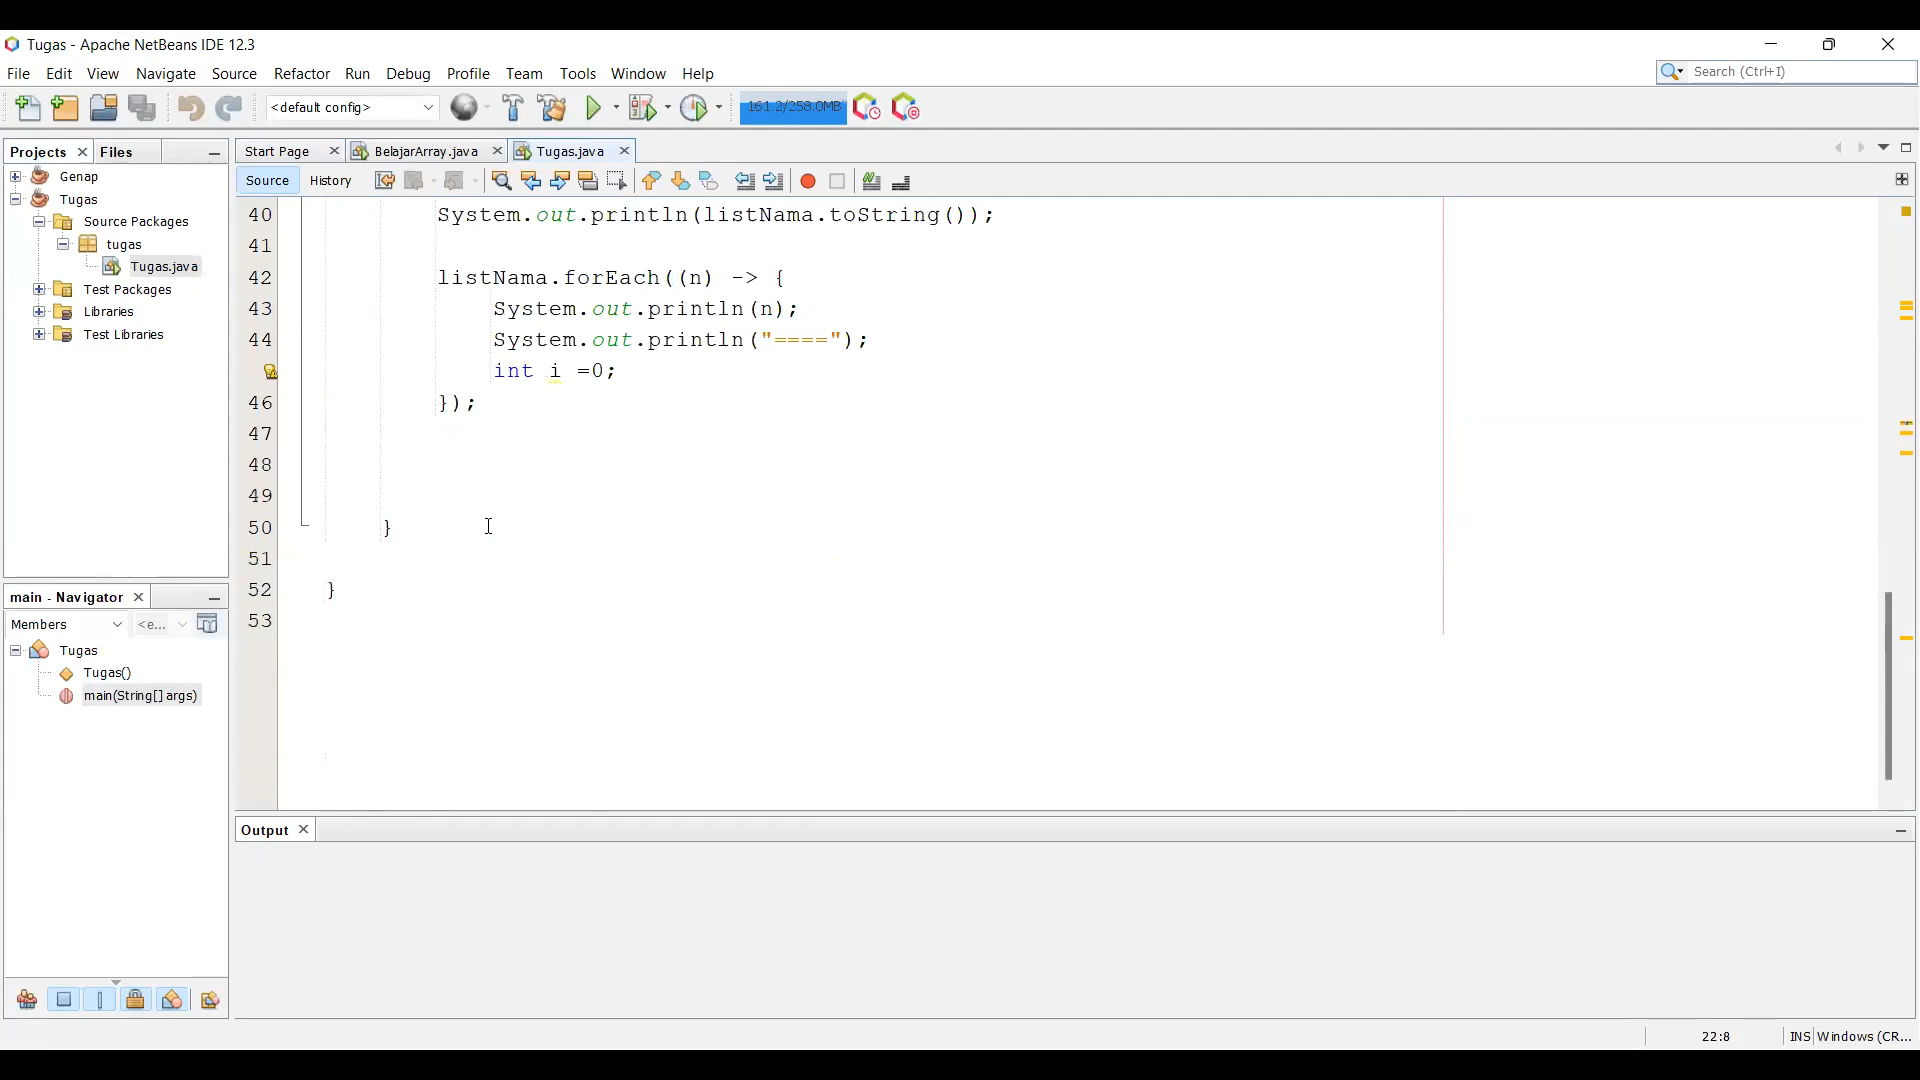 Tugas - Apache NetBeans IDE 12.3
File Edit View Navigate Source Refactor Run Debug Profile Team Tools Window Help
Search (Ctrl+I)
<default config>
161.2/258.0MB
Projects Files
Start Page BelajarArray.java Tugas.java
Source History
Genap
Tugas
Source Packages
tugas
Tugas.java
Test Packages
Libraries
Test Libraries
40 System.out.println(listNama.toString());
41
42 listNama.forEach((n) -> {
43 System.out.println(n);
44 System.out.println("====");
int i =0;
46 });
47
48
49
50 }
51
52 }
53
main - Navigator
Members <e...
Tugas
Tugas()
main(String[] args)
Output
22:8 INS Windows (CR...